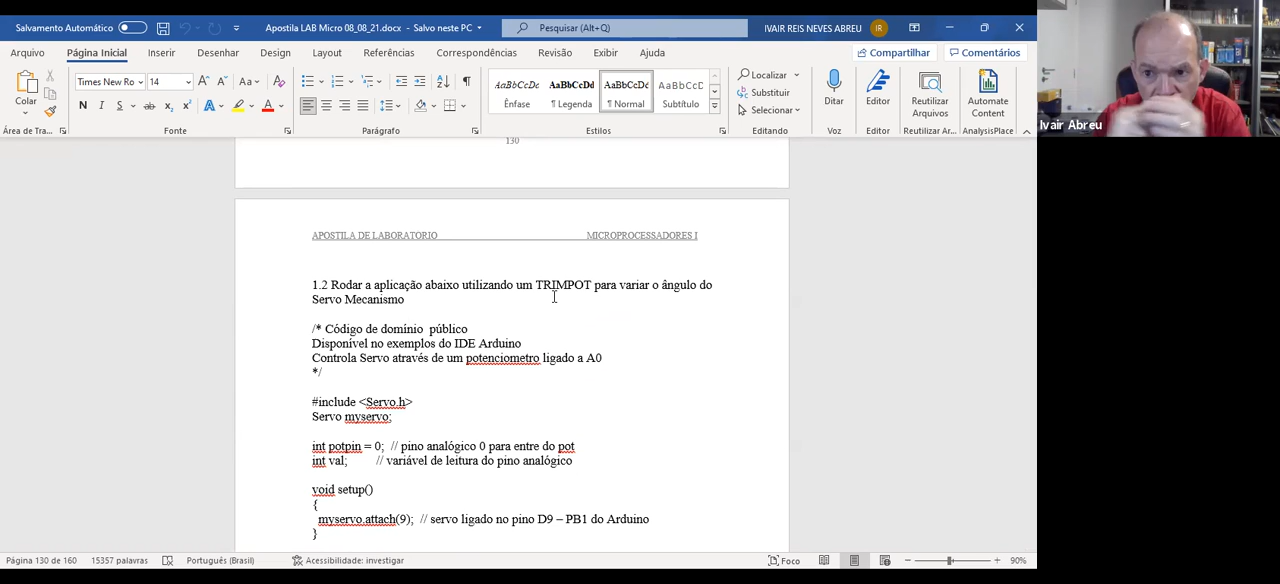 Salvamento Automático
Apostila LAB Micro 08_08_21.docx - Salvo neste PC
Pesquisar (Alt+Q)
IVAIR REIS NEVES ABREU
IR
Arquivo
Página Inicial
Inserir
Desenhar
Design
Layout
Referências
Correspondências
Revisão
Exibir
Ajuda
Compartilhar
Comentários
Colar
Times New Ro
14
AaBbCcDc
AaBbCcDd
AaBbCcDc
AaBbCcD
Ênfase
¶ Legenda
¶ Normal
Subtítulo
Localizar
Substituir
Selecionar
Ditar
Editor
Reutilizar
Arquivos
Automate
Content
Área de Tra...
Fonte
Parágrafo
Estilos
Editando
Voz
Editor
Reutilizar Ar...
AnalysisPlace
Ivair Abreu
130
APOSTILA DE LABORATORIO
MICROPROCESSADORES I
1.2 Rodar a aplicação abaixo utilizando um TRIMPOT para variar o ângulo do
Servo Mecanismo
/* Código de domínio público
Disponível no exemplos do IDE Arduino
Controla Servo através de um potenciometro ligado a A0
*/
#include <Servo.h>
Servo myservo;
int potpin = 0; // pino analógico 0 para entre do pot
int val; // variável de leitura do pino analógico
void setup()
{
myservo.attach(9); // servo ligado no pino D9 – PB1 do Arduino
}
Página 130 de 160
15357 palavras
Português (Brasil)
Acessibilidade: investigar
Foco
90%